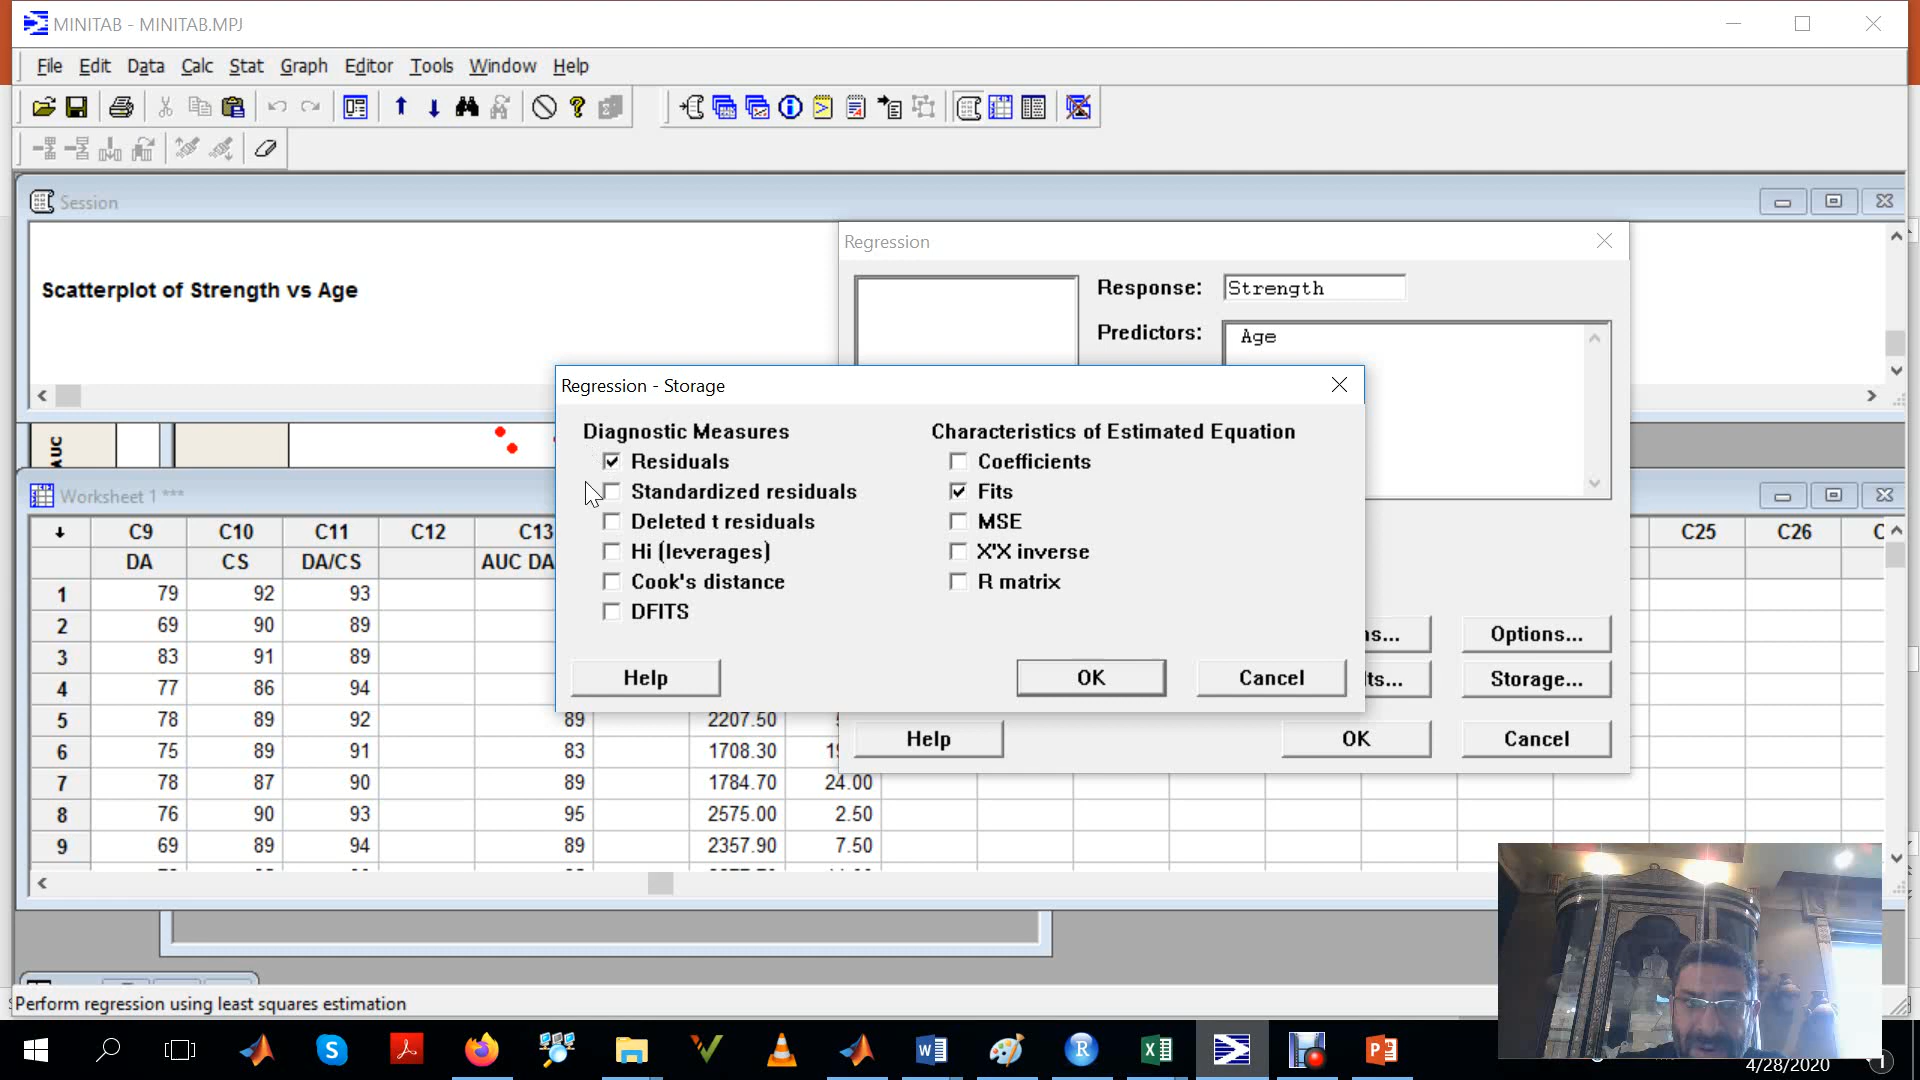 MINITAB - MINITAB.MPJ
File Edit Data Calc Stat Graph Editor Tools Window Help
Session
Scatterplot of Strength vs Age
Regression
Response: Strength
Predictors: Age
Regression - Storage
Diagnostic Measures
Residuals
Standardized residuals
Deleted t residuals
Hi (leverages)
Cook's distance
DFITS
Characteristics of Estimated Equation
Coefficients
Fits
MSE
X'X inverse
R matrix
Help OK Cancel
Options...
Storage...
Help OK Cancel
AUC
Worksheet 1 ***
C9 C10 C11 C12 C13 C25 C26
DA CS DA/CS AUC DA
1 79 92 93
2 69 90 89
3 83 91 89
4 77 86 94
5 78 89 92 89 2207.50
6 75 89 91 83 1708.30
7 78 87 90 89 1784.70 24.00
8 76 90 93 95 2575.00 2.50
9 69 89 94 89 2357.90 7.50
Perform regression using least squares estimation
4/28/2020